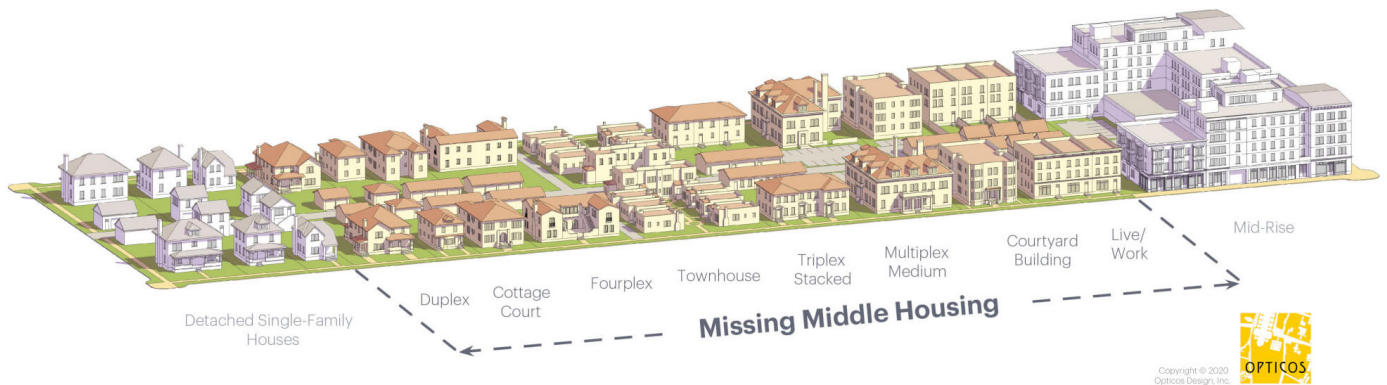 Detached Single-Family
Houses
Duplex
Cottage
Court
Fourplex
Townhouse
Triplex
Stacked
Multiplex
Medium
Courtyard
Building
Live/
Work
Mid-Rise
Missing Middle Housing
Copyright © 2020
Opticos Design, Inc.
OPTICOS